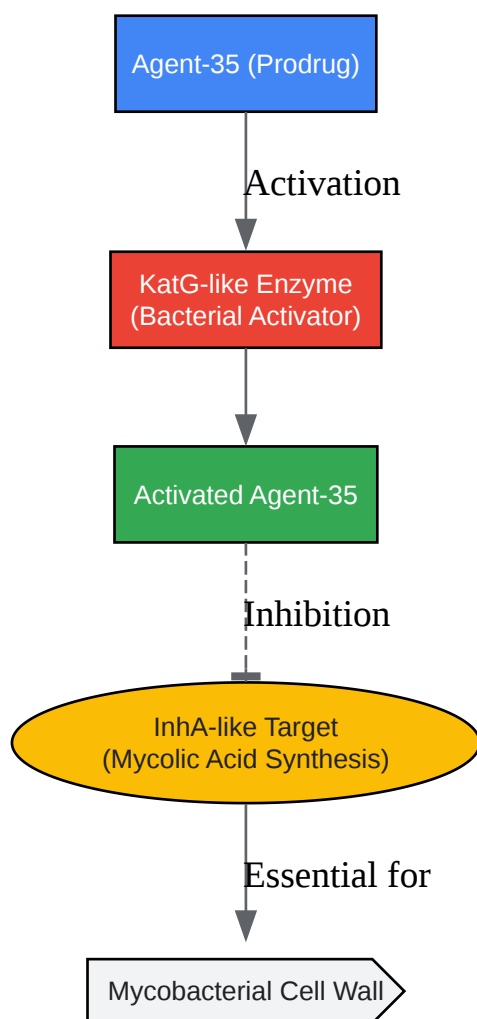 Agent-35 (Prodrug)
Activation
KatG-like Enzyme
(Bacterial Activator)
Activated Agent-35
Inhibition
InhA-like Target
(Mycolic Acid Synthesis)
Essential for
Mycobacterial Cell Wall